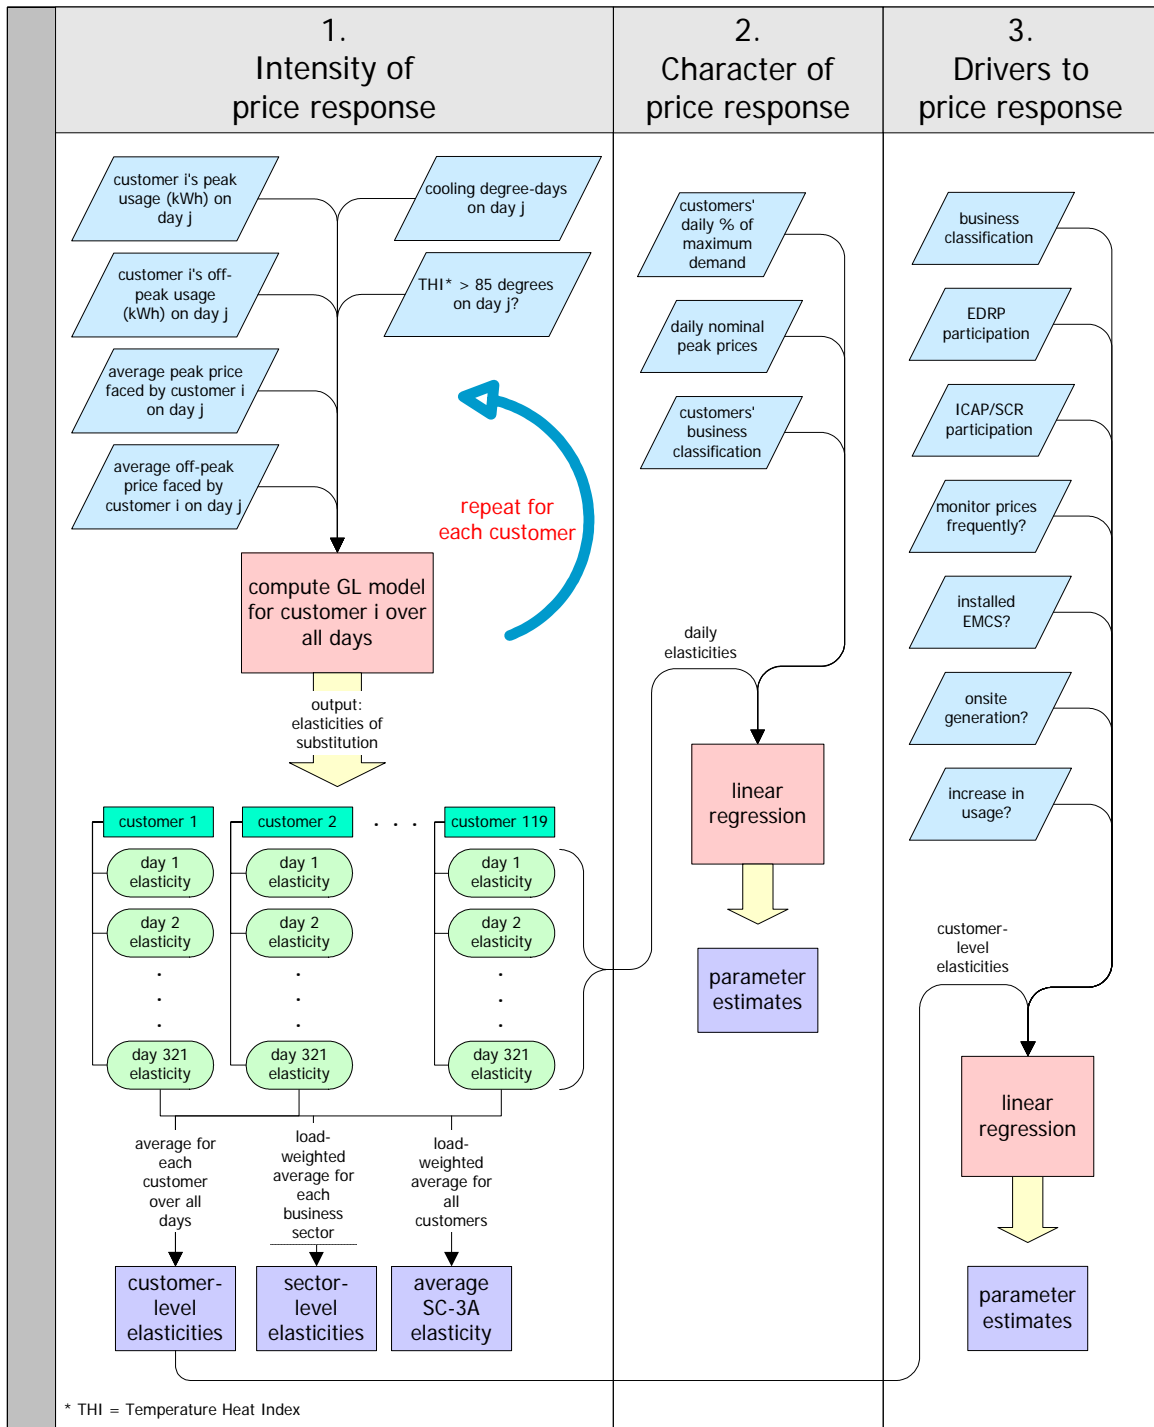 1.
Intensity of
price response
2.
Character of
price response
3.
Drivers to
price response
customer i's peak
usage (kWh) on
day j
cooling degree-days
on day j
customer i's off-
peak usage
(kWh) on day j
THI* > 85 degrees
on day j?
average peak price
faced by customer i
on day j
average off-peak
price faced by
customer i on day j
repeat for
each customer
compute GL model
for customer i over
all days
output:
elasticities of
substitution
customer 1
customer 2
. . .
customer 119
day 1
elasticity
day 1
elasticity
day 1
elasticity
day 2
elasticity
day 2
elasticity
day 2
elasticity
.
.
.
.
.
.
.
.
.
day 321
elasticity
day 321
elasticity
day 321
elasticity
average for
each
customer
over all
days
load-
weighted
average for
each
business
sector
load-
weighted
average for
all
customers
customer-
level
elasticities
sector-
level
elasticities
average
SC-3A
elasticity
* THI = Temperature Heat Index
customers'
daily % of
maximum
demand
daily nominal
peak prices
customers'
business
classification
daily
elasticities
linear
regression
parameter
estimates
business
classification
EDRP
participation
ICAP/SCR
participation
monitor prices
frequently?
installed
EMCS?
onsite
generation?
increase in
usage?
customer-
level
elasticities
linear
regression
parameter
estimates